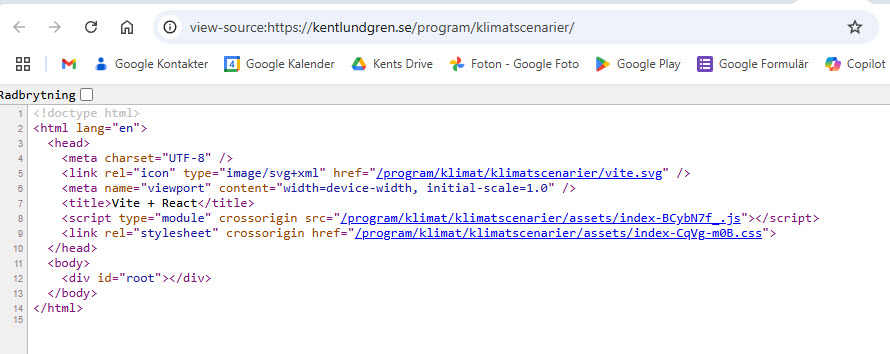 view-source:https://kentlundgren.se/program/klimatscenarier/
Google Kontakter Google Kalender Kents Drive Foton - Google Foto Google Play Google Formulär Copilot
Radbrytning
1 <!doctype html>
2 <html lang="en">
3 <head>
4 <meta charset="UTF-8" />
5 <link rel="icon" type="image/svg+xml" href="/program/klimat/klimatscenarier/vite.svg" />
6 <meta name="viewport" content="width=device-width, initial-scale=1.0" />
7 <title>Vite + React</title>
8 <script type="module" crossorigin src="/program/klimat/klimatscenarier/assets/index-BCybN7f_.js"></script>
9 <link rel="stylesheet" crossorigin href="/program/klimat/klimatscenarier/assets/index-CqVg-m0B.css">
10 </head>
11 <body>
12 <div id="root"></div>
13 </body>
14 </html>
15